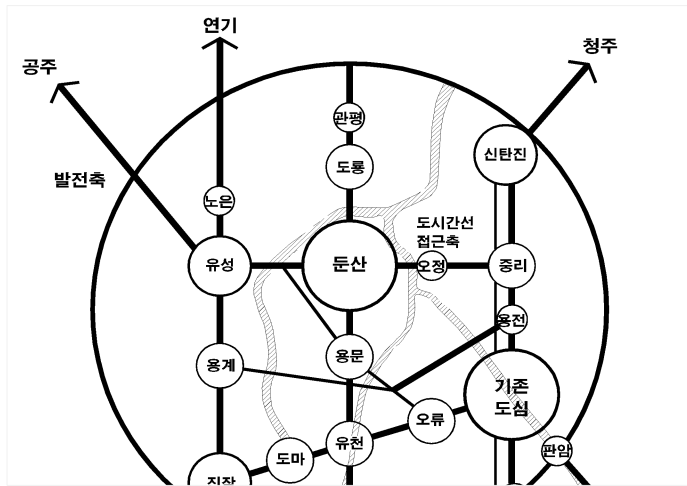 연기
공주
청주
관평
신탄진
도룡
발전축
노은
도시간선
접근축
유성
둔산
오정
중리
용전
용문
용계
기존
도심
오류
유천
판암
도마